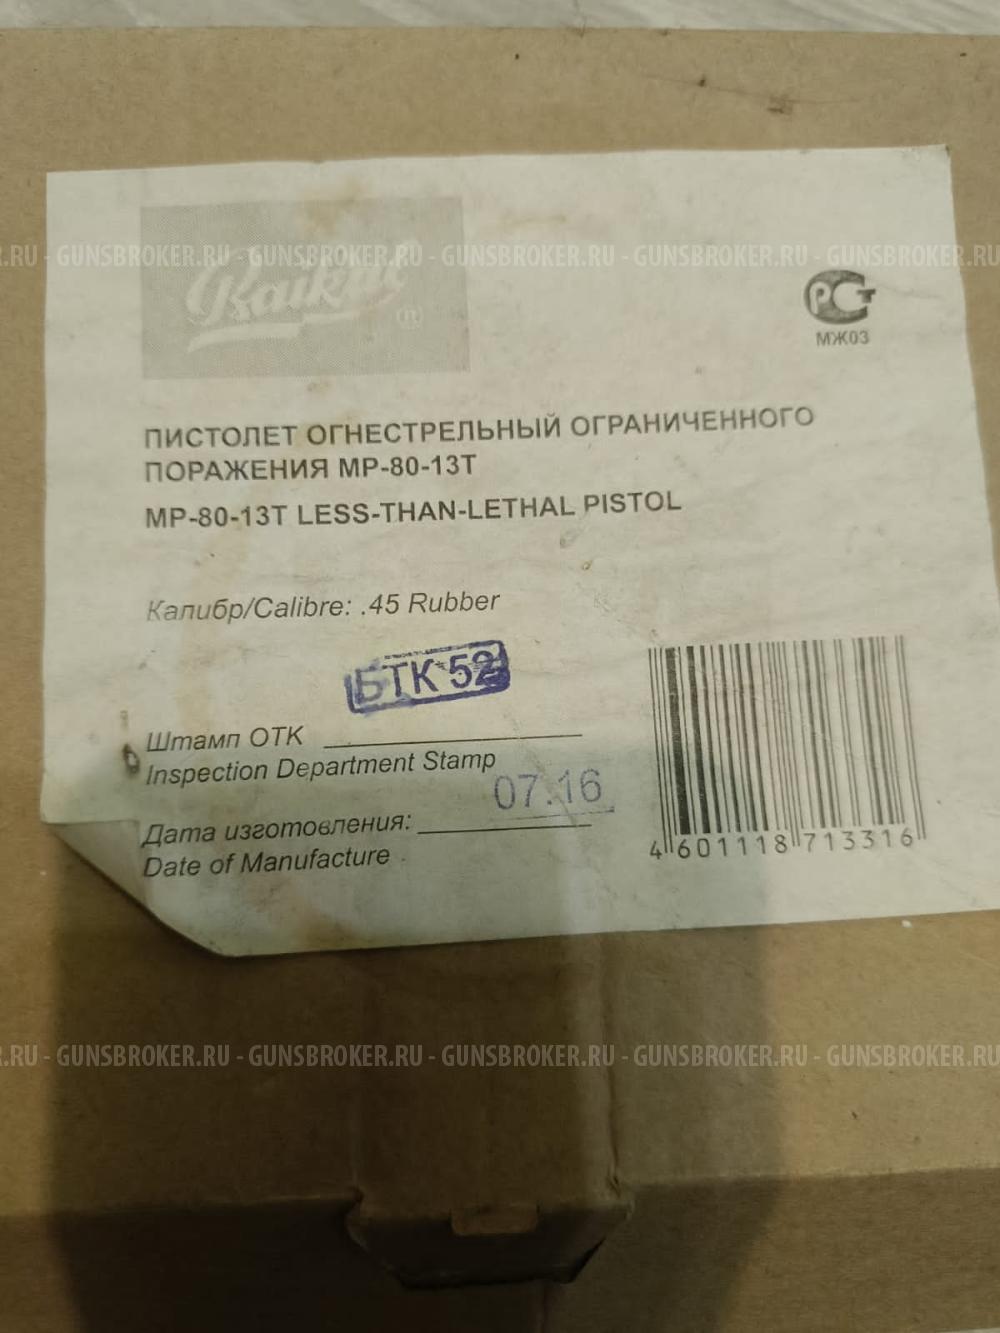 .RU - GUNSBROKER.RU - GUNSBROKER.RU - GUNSBROKER.RU - GUNSBROKER.RU - GUNSBROKER.RU
Baikal
МЖ03
ПИСТОЛЕТ ОГНЕСТРЕЛЬНЫЙ ОГРАНИЧЕННОГО
ПОРАЖЕНИЯ МР-80-13Т
MP-80-13T LESS-THAN-LETHAL PISTOL
Калибр/Calibre: .45 Rubber
БТК 52
Штамп ОТК
Inspection Department Stamp
07.16
Дата изготовления:
Date of Manufacture
4 601118 713316
.RU - GUNSBROKER.RU - GUNSBROKER.RU - GUNSBROKER.RU - GUNSBROKER.RU - GUNSBROKER.RU